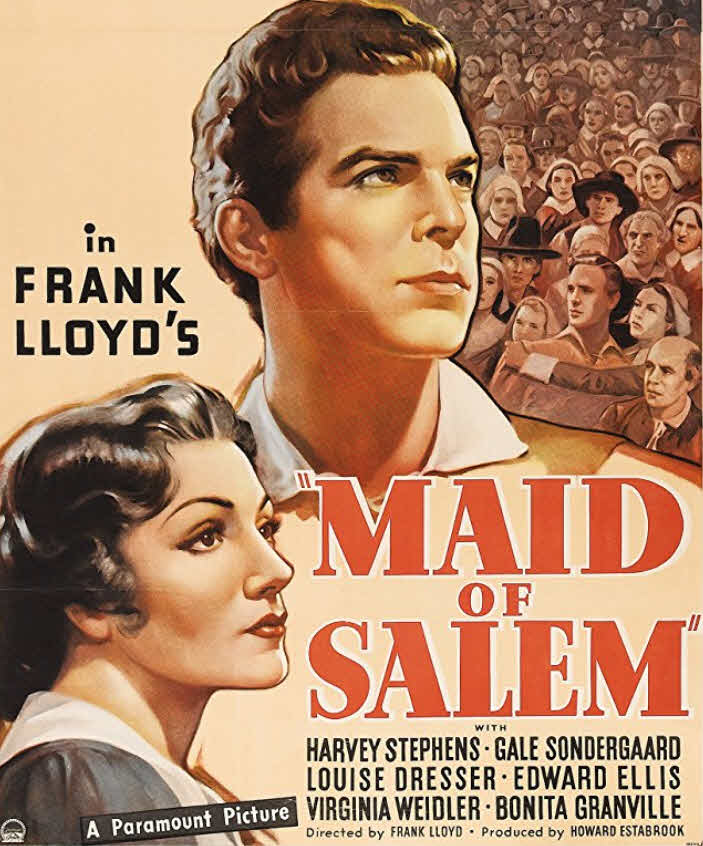 in
FRANK
LLOYD'S
"MAID
OF
SALEM"
WITH
HARVEY STEPHENS · GALE SONDERGAARD
LOUISE DRESSER · EDWARD ELLIS
VIRGINIA WEIDLER · BONITA GRANVILLE
Directed by FRANK LLOYD · Produced by HOWARD ESTABROOK
A Paramount Picture